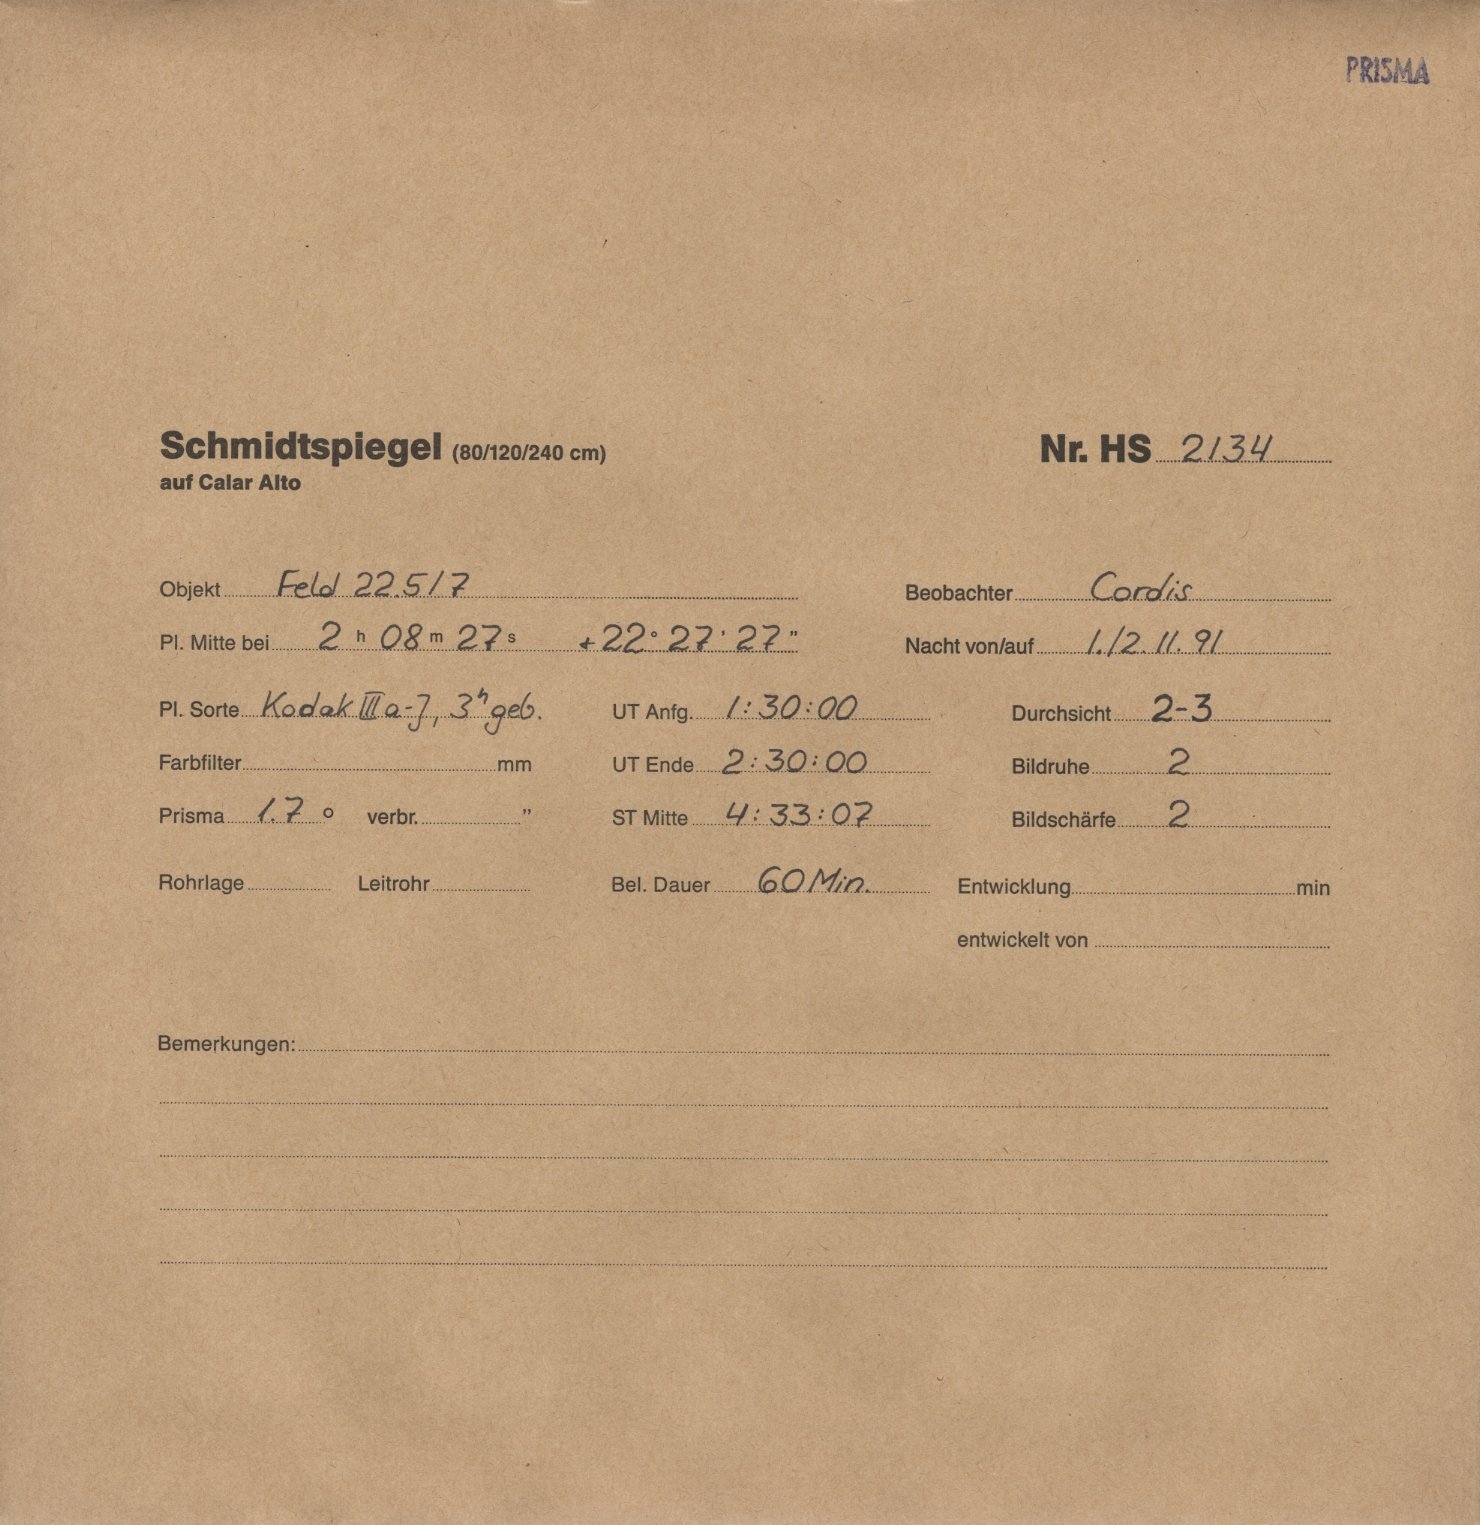 PRISMA
Schmidtspiegel (80/120/240 cm) Nr. HS 2134
auf Calar Alto
Objekt Feld 22.5/7 Beobachter Cordis
Pl. Mitte bei 2 h 08 m 27 s +22° 27' 27" Nacht von/auf 1./2. 11. 91
Pl. Sorte Kodak III a-J, 3h geb. UT Anfg. 1:30:00 Durchsicht 2-3
Farbfilter mm UT Ende 2:30:00 Bildruhe 2
Prisma 1.7 ° verbr. " ST Mitte 4:33:07 Bildschärfe 2
Rohrlage Leitrohr Bel. Dauer 60 Min. Entwicklung min
entwickelt von
Bemerkungen: